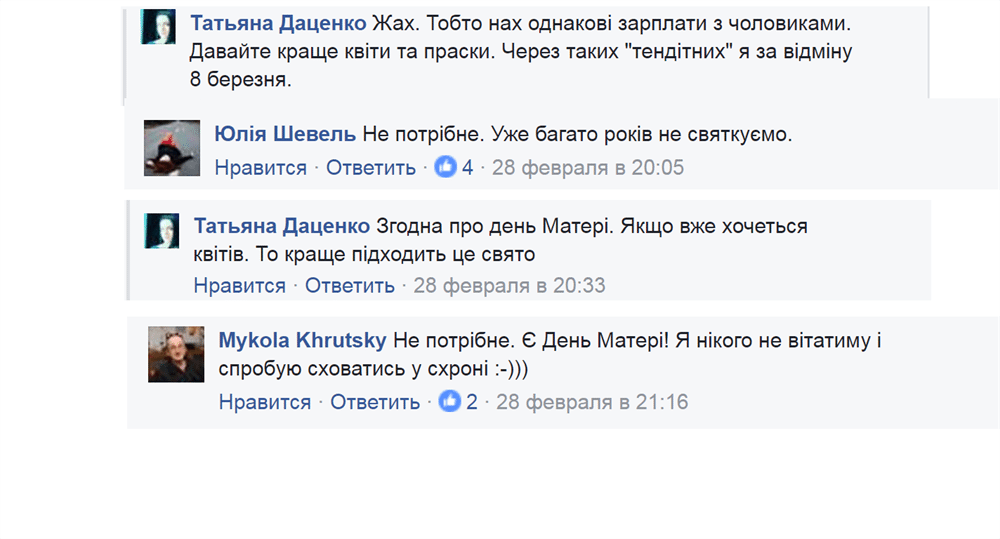 Татьяна Даценко Жах. Тобто нах однакові зарплати з чоловиками.
Давайте краще квіти та праски. Через таких "тендітних" я за відміну
8 березня.
Юлія Шевель Не потрібне. Уже багато років не святкуємо.
Нравится · Ответить · 4 · 28 февраля в 20:05
Татьяна Даценко Згодна про день Матері. Якщо вже хочеться
квітів. То краще підходить це свято
Нравится · Ответить · 28 февраля в 20:33
Mykola Khrutsky Не потрібне. Є День Матері! Я нікого не вітатиму і
спробую сховатись у схроні :-)))
Нравится · Ответить · 2 · 28 февраля в 21:16